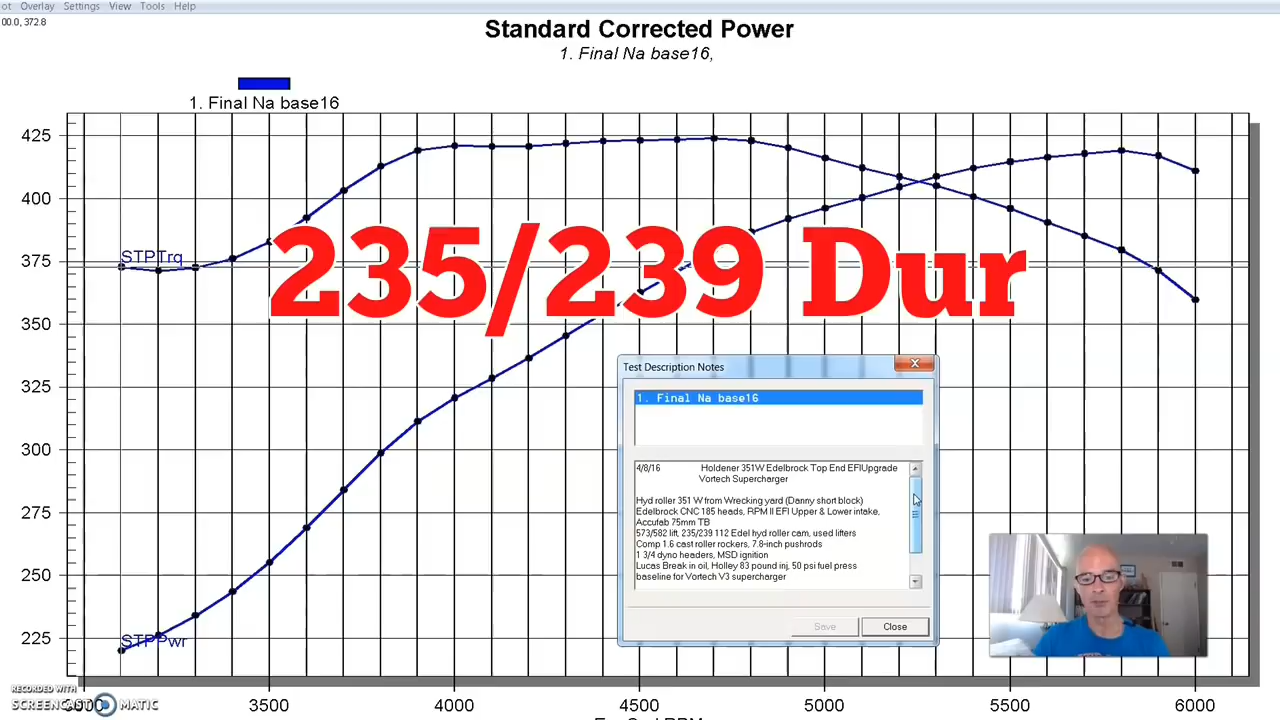 ot Overlay Settings View Tools Help
00.0, 372.8
Standard Corrected Power
1. Final Na base16,
1. Final Na base16
425
400
375
350
325
300
275
250
225
STPTrq
STPPwr
235/239 Dur
Test Description Notes
1. Final Na base16
4/8/16 Holdener 351W Edelbrock Top End EFIUpgrade
Vortech Supercharger
Hyd roller 351 W from Wrecking yard (Danny short block)
Edelbrock CNC 185 heads, RPM II EFI Upper & Lower intake,
Accufab 75mm TB
573/582 lift, 235/239 112 Edel hyd roller cam, used lifters
Comp 1.6 cast roller rockers, 7.8-inch pushrods
1 3/4 dyno headers, MSD ignition
Lucas Break in oil, Holley 83 pound inj, 50 psi fuel press
baseline for Vortech V3 supercharger
Save Close
RECORDED WITH
SCREENCAST MATIC
3000 3500 4000 4500 5000 5500 6000